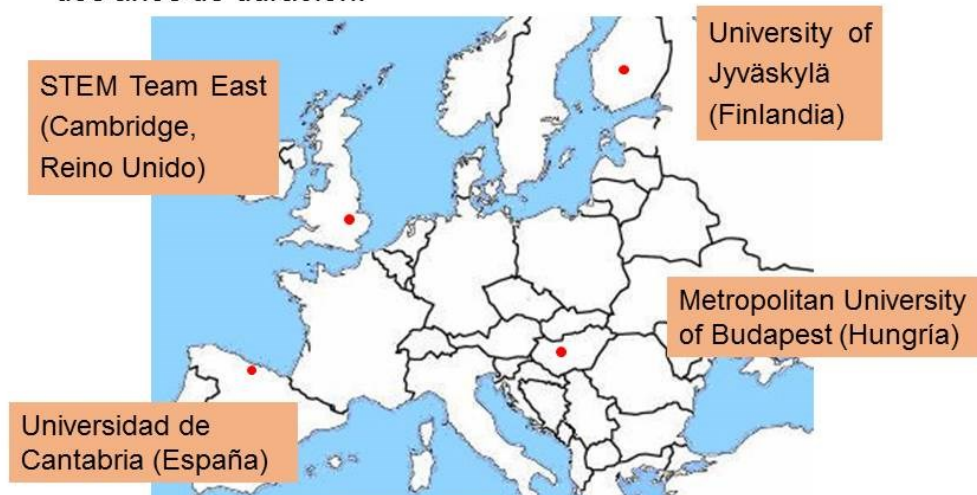 University of
Jyväskylä
(Finlandia)
STEM Team East
(Cambridge,
Reino Unido)
Metropolitan University
of Budapest (Hungría)
Universidad de
Cantabria (España)